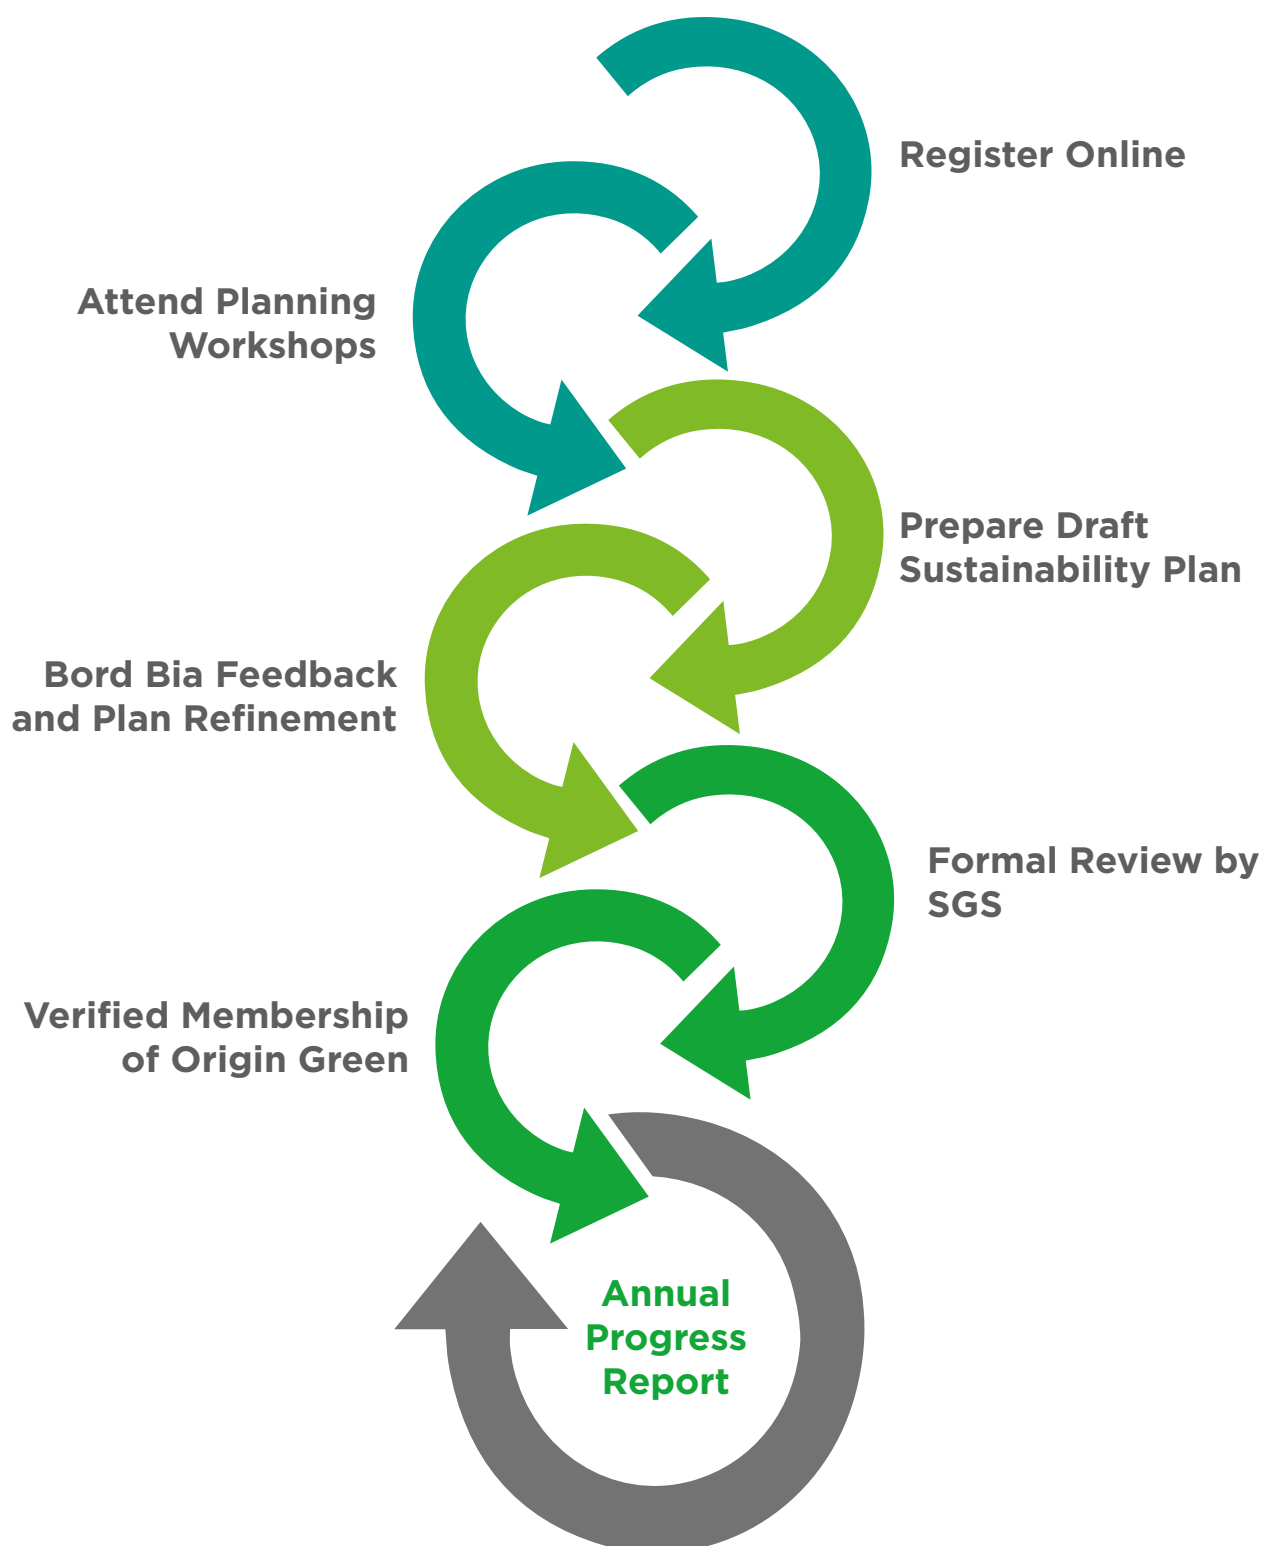 Register Online
Attend Planning
Workshops
Prepare Draft
Sustainability Plan
Bord Bia Feedback
and Plan Refinement
Formal Review by
SGS
Verified Membership
of Origin Green
Annual
Progress
Report